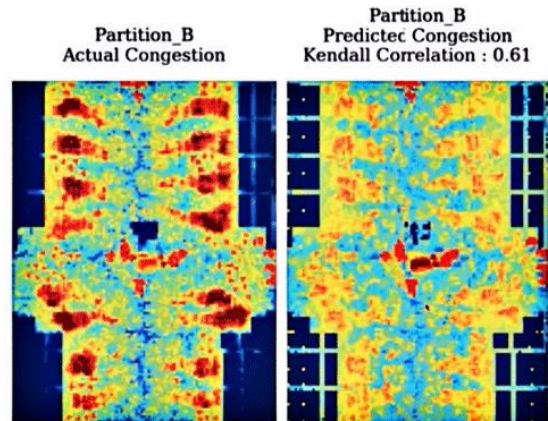 Partition_B
Actual Congestion
Partition_B
Predicted Congestion
Kendall Correlation : 0.61